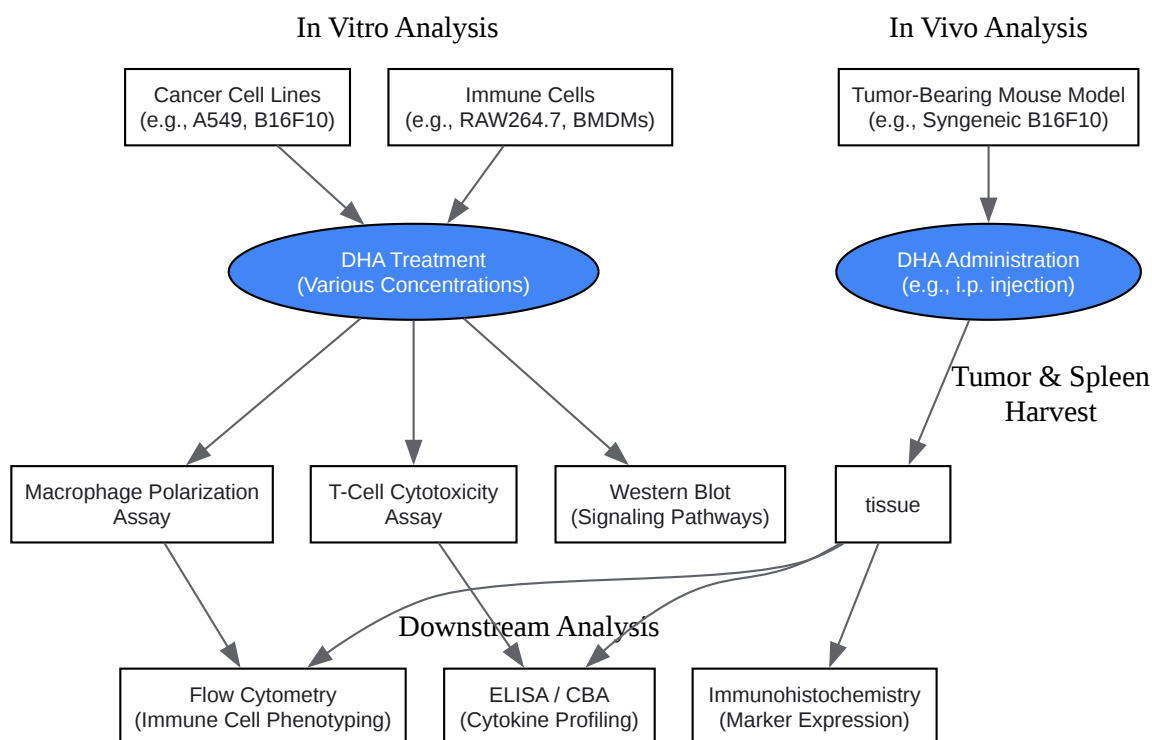 In Vitro Analysis
In Vivo Analysis
Cancer Cell Lines
(e.g., A549, B16F10)
Immune Cells
(e.g., RAW264.7, BMDMs)
Tumor-Bearing Mouse Model
(e.g., Syngeneic B16F10)
DHA Treatment
(Various Concentrations)
DHA Administration
(e.g., i.p. injection)
Tumor & Spleen
Harvest
Macrophage Polarization
Assay
T-Cell Cytotoxicity
Assay
Western Blot
(Signaling Pathways)
tissue
Downstream Analysis
Flow Cytometry
(Immune Cell Phenotyping)
ELISA / CBA
(Cytokine Profiling)
Immunohistochemistry
(Marker Expression)